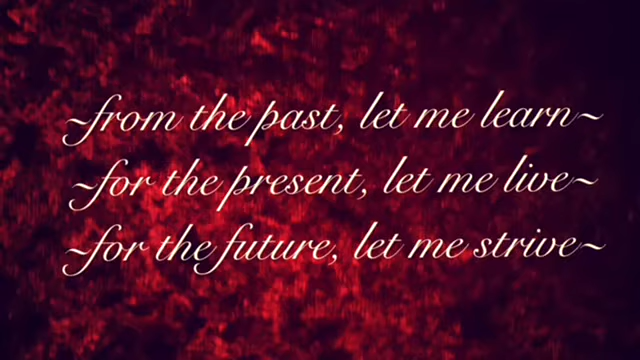 ~from the past, let me learn~
~for the present, let me live~
~for the future, let me strive~